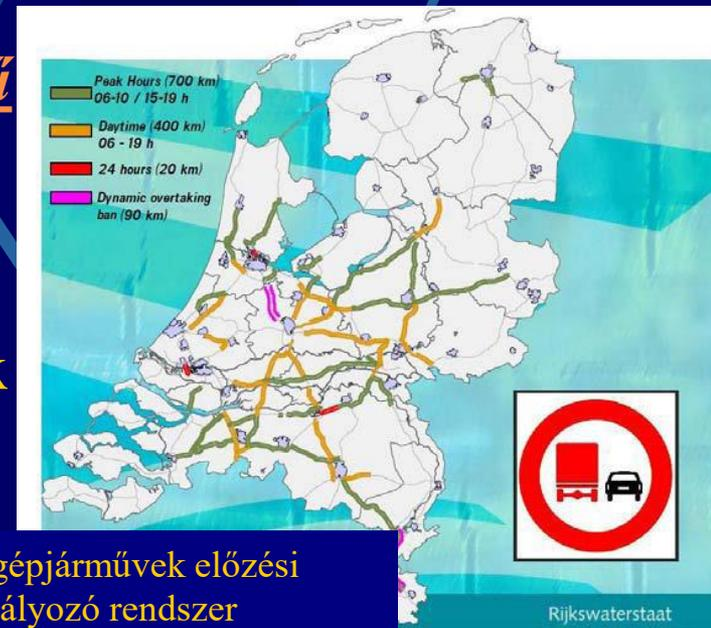 ű
Peak Hours (700 km)
06-10 / 15-19 h
Daytime (400 km)
06 - 19 h
24 hours (20 km)
Dynamic overtaking
ban (90 km)
k
gépjárművek előzési
ályozó rendszer
Rijkswaterstaat